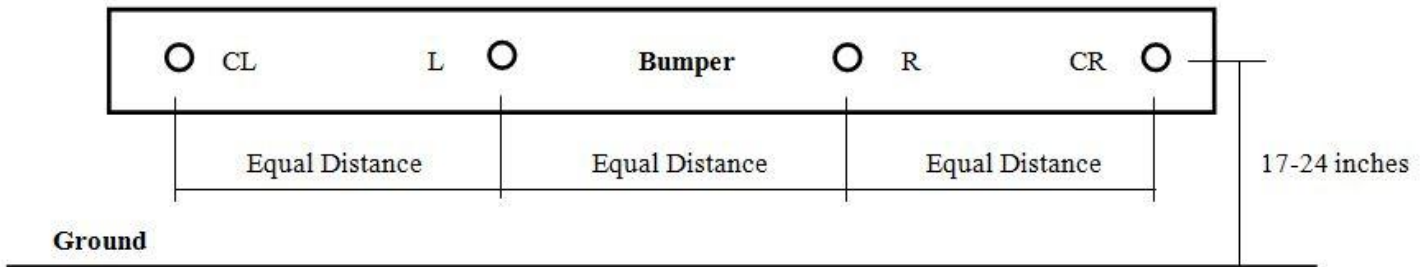 CL L Bumper R CR
Equal Distance Equal Distance Equal Distance 17-24 inches
Ground